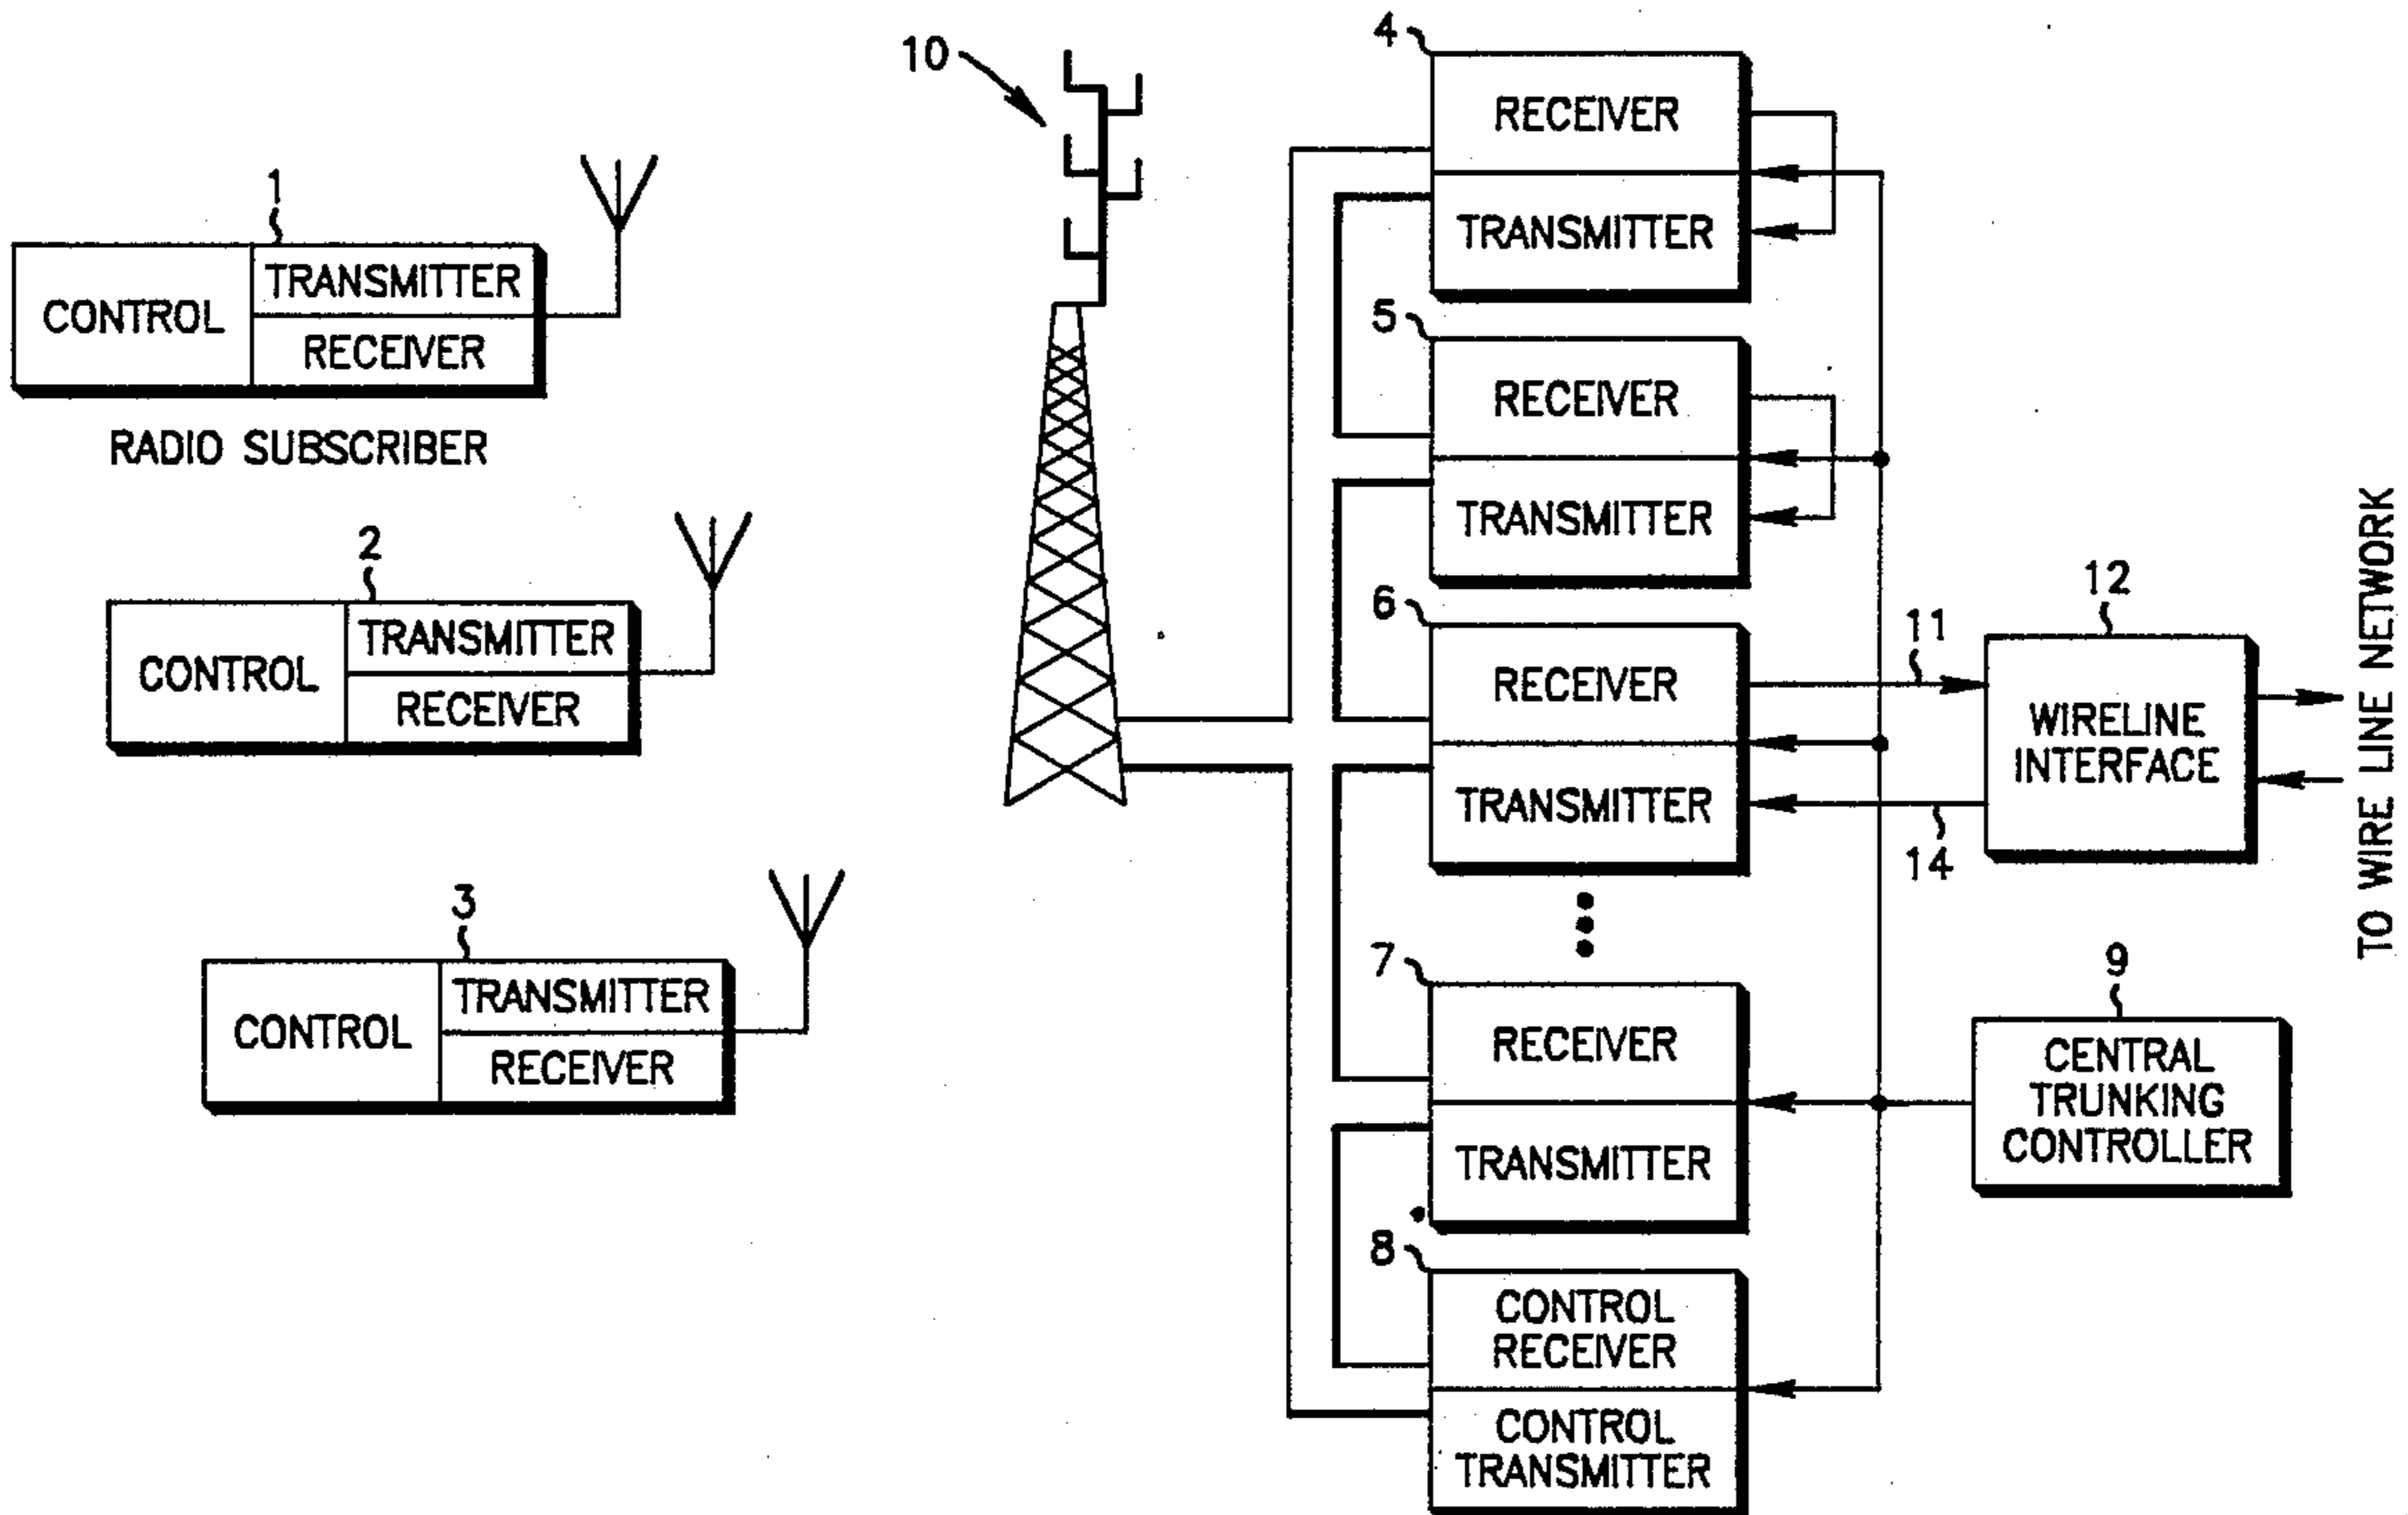 1
CONTROL
TRANSMITTER
RECEIVER
RADIO SUBSCRIBER
2
CONTROL
TRANSMITTER
RECEIVER
3
CONTROL
TRANSMITTER
RECEIVER
10
4
RECEIVER
TRANSMITTER
5
RECEIVER
TRANSMITTER
6
RECEIVER
TRANSMITTER
7
RECEIVER
TRANSMITTER
8
CONTROL
RECEIVER
CONTROL
TRANSMITTER
11
14
12
WIRELINE
INTERFACE
9
CENTRAL
TRUNKING
CONTROLLER
TO WIRE LINE NETWORK